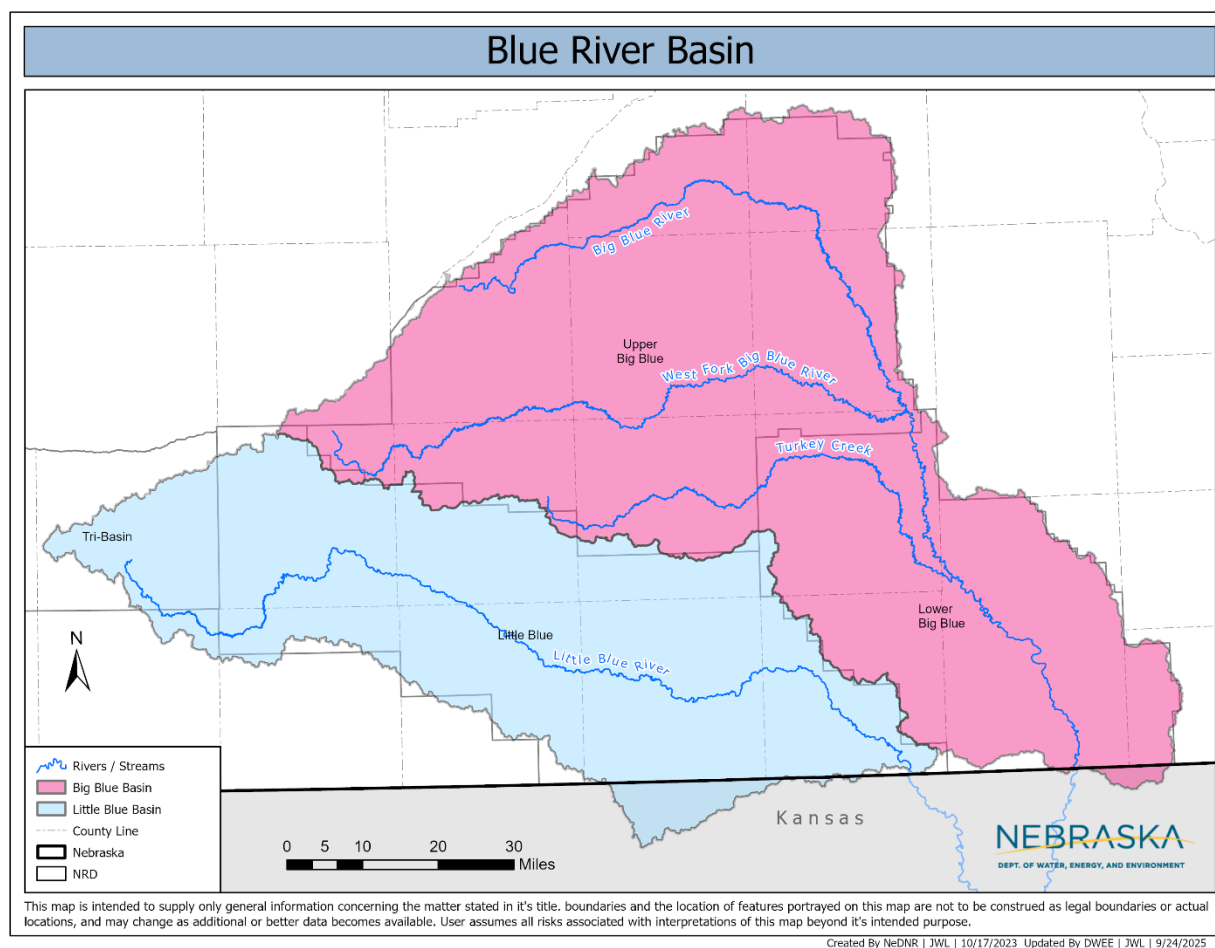 Blue River Basin
Big Blue River
Upper
Big Blue
West Fork Big Blue River
Turkey Creek
Tri-Basin
Lower
Big Blue
Little Blue
Little Blue River
N
Rivers / Streams
Big Blue Basin
Little Blue Basin
County Line
Nebraska
NRD
0 5 10 20 30
Miles
Kansas
NEBRASKA
DEPT. OF WATER, ENERGY, AND ENVIRONMENT
This map is intended to supply only general information concerning the matter stated in it's title. boundaries and the location of features portrayed on this map are not to be construed as legal boundaries or actual
locations, and may change as additional or better data becomes available. User assumes all risks associated with interpretations of this map beyond it's intended purpose.
Created By NeDNR | JWL | 10/17/2023 Updated By DWEE | JWL | 9/24/2025